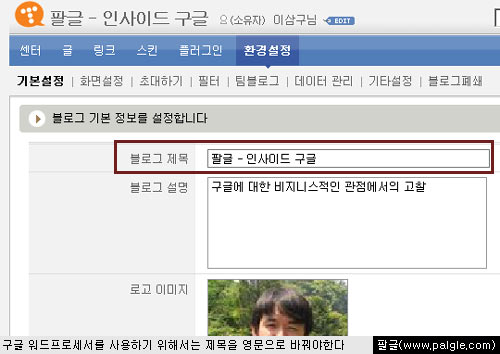 팔글 - 인사이드 구글 (소유자) 이삼구님 EDIT
센터 글 링크 스킨 플러그인 환경설정
기본설정 | 화면설정 | 초대하기 | 필터 | 팀블로그 | 데이터 관리 | 기타설정 | 블로그폐쇄
블로그 기본 정보를 설정합니다
블로그 제목 팔글 - 인사이드 구글
블로그 설명 구글에 대한 비지니스적인 관점에서의 고찰
로고 이미지
구글 워드프로세서를 사용하기 위해서는 제목을 영문으로 바꿔야한다 팔글(www.palgle.com)